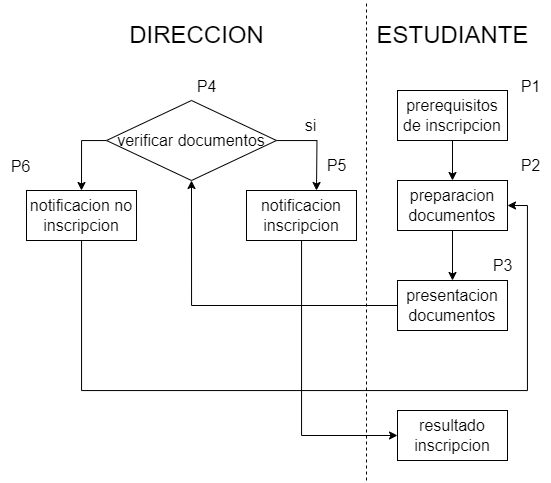 DIRECCION
ESTUDIANTE
P1
prerequisitos
de inscripcion
P4
verificar documentos
si
P6
notificacion no
inscripcion
P5
notificacion
inscripcion
P2
preparacion
documentos
P3
presentacion
documentos
resultado
inscripcion